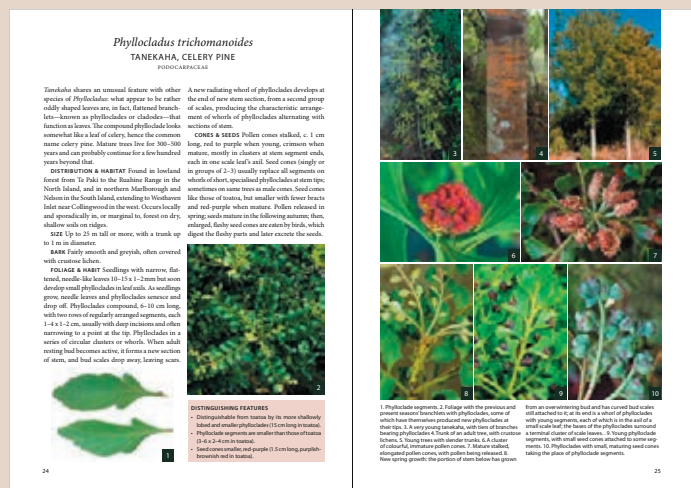 Phyllocladus trichomanoides
TANEKAHA, CELERY PINE
PODOCARPACEAE
Tanekaha shares an unusual feature with other
species of Phyllocladus: what appear to be rather
oddly shaped leaves are, in fact, flattened branch-
lets—known as phylloclades or cladodes—that
function as leaves. The compound phylloclade looks
somewhat like a leaf of celery, hence the common
name celery pine. Mature trees live for 300–500
years and can probably continue for a few hundred
years beyond that.
DISTRIBUTION & HABITAT Found in lowland
forest from Te Paki to the Ruahine Range in the
North Island, and in northern Marlborough and
Nelson in the South Island, extending to Westhaven
Inlet near Collingwood in the west. Occurs locally
and sporadically in, or marginal to, forest on dry,
shallow soils on ridges.
SIZE Up to 25 m tall or more, with a trunk up
to 1 m in diameter.
BARK Fairly smooth and greyish, often covered
with crustose lichen.
FOLIAGE & HABIT Seedlings with narrow, flat-
tened, needle-like leaves 10–15 x 1–2 mm but soon
develop small phylloclades in leaf axils. As seedlings
grow, needle leaves and phylloclades senesce and
drop off. Phylloclades compound, 6–10 cm long,
with two rows of regularly arranged segments, each
1–4 x 1–2 cm, usually with deep incisions and often
narrowing to a point at the tip. Phylloclades in a
series of circular clusters or whorls. When adult
resting bud becomes active, it forms a new section
of stem, and bud scales drop away, leaving scars.
1
24
A new radiating whorl of phylloclades develops at
the end of new stem section, from a second group
of scales, producing the characteristic arrange-
ment of whorls of phylloclades alternating with
sections of stem.
CONES & SEEDS Pollen cones stalked, c. 1 cm
long, red to purple when young, crimson when
mature, mostly in clusters at stem segment ends,
each in one scale leaf's axil. Seed cones (singly or
in groups of 2–3) usually replace all segments on
whorls of short, specialised phylloclades at stem tips;
sometimes on same trees as male cones. Seed cones
like those of toatoa, but smaller with fewer bracts
and red-purple when mature. Pollen released in
spring; seeds mature in the following autumn; then,
enlarged, fleshy seed cones are eaten by birds, which
digest the fleshy parts and later excrete the seeds.
2
DISTINGUISHING FEATURES
• Distinguishable from toatoa by its more shallowly
lobed and smaller phylloclades (15 cm long in toatoa).
• Phylloclade segments are smaller than those of toatoa
(3–6 x 2–4 cm in toatoa).
• Seed cones smaller, red-purple (1.5 cm long, purplish-
brownish red in toatoa).
3
4
5
6
7
8
9
10
1. Phylloclade segments. 2. Foliage with the previous and
present seasons' branchlets with phylloclades, some of
which have themselves produced new phylloclades at
their tips. 3. A very young tanekaha, with tiers of branches
bearing phylloclades 4. Trunk of an adult tree, with crustose
lichens. 5. Young trees with slender trunks. 6. A cluster
of colourful, immature pollen cones. 7. Mature stalked,
elongated pollen cones, with pollen being released. 8.
New spring growth: the portion of stem below has grown
from an overwintering bud and has curved bud scales
still attached to it; at its end is a whorl of phylloclades
with young segments, each of which is in the axil of a
small leaf scale; the bases of the phylloclades surround
a terminal cluster of scale leaves. . 9. Young phylloclade
segments, with small seed cones attached to some seg-
ments. 10. Phylloclades with small, maturing seed cones
taking the place of phylloclade segments.
25